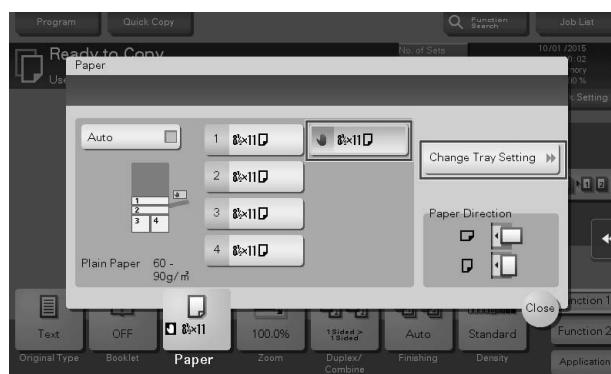 Program
Quick Copy
Function
Search
Job List
Ready to Copy
No. of Sets
10/01/2015
Paper
Auto
1 8½×11
8½×11
2 8½×11
3 8½×11
4 8½×11
Change Tray Setting
1
2
3 4
Plain Paper 60 -
90g/㎡
Paper Direction
Close
Text
OFF
8½×11
100.0%
1Sided >
1Sided
Auto
Standard
Function 2
Original Type
Booklet
Paper
Zoom
Duplex/
Combine
Finishing
Density
Application